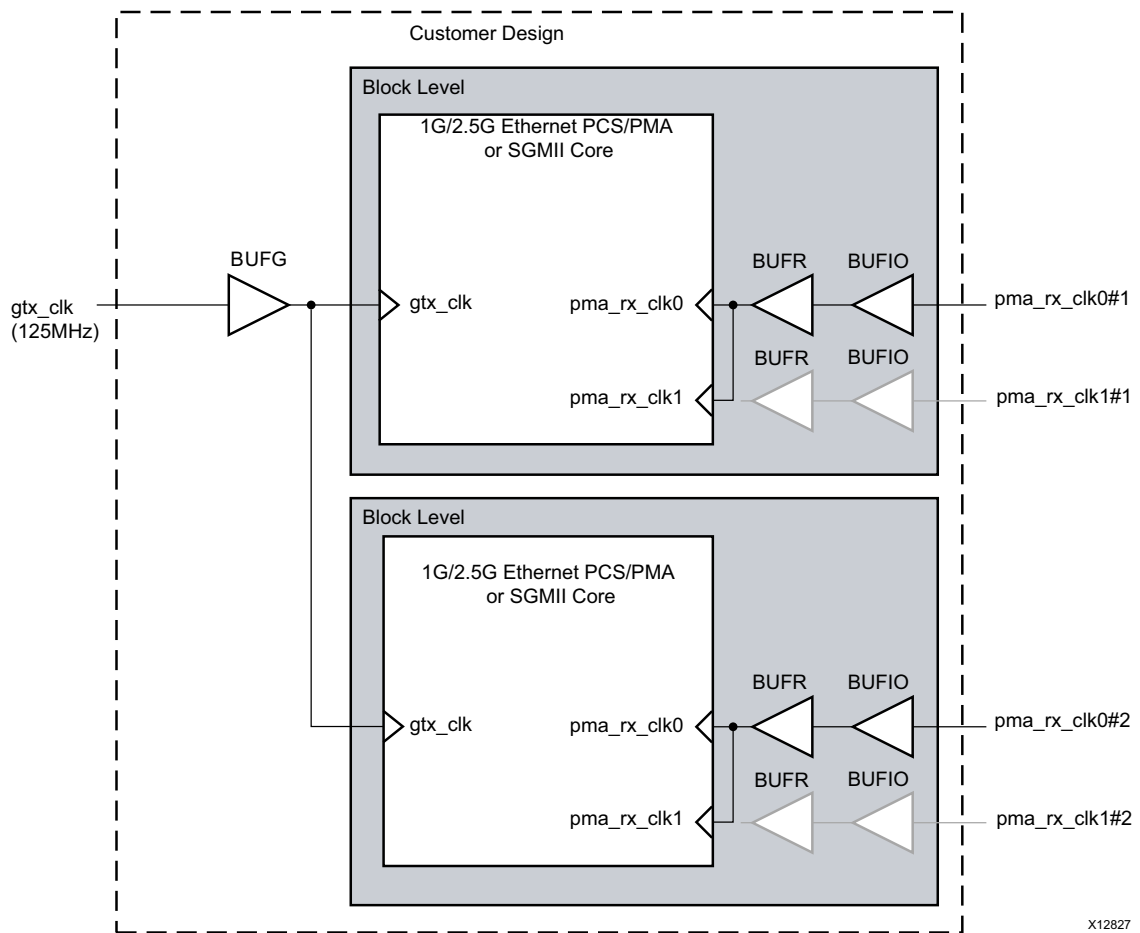 Customer Design
Block Level
1G/2.5G Ethernet PCS/PMA
or SGMII Core
BUFG
BUFR
BUFIO
gtx_clk
(125MHz)
gtx_clk
pma_rx_clk0
pma_rx_clk0#1
BUFR
BUFIO
pma_rx_clk1
pma_rx_clk1#1
Block Level
1G/2.5G Ethernet PCS/PMA
or SGMII Core
BUFR
BUFIO
gtx_clk
pma_rx_clk0
pma_rx_clk0#2
BUFR
BUFIO
pma_rx_clk1
pma_rx_clk1#2
X12827